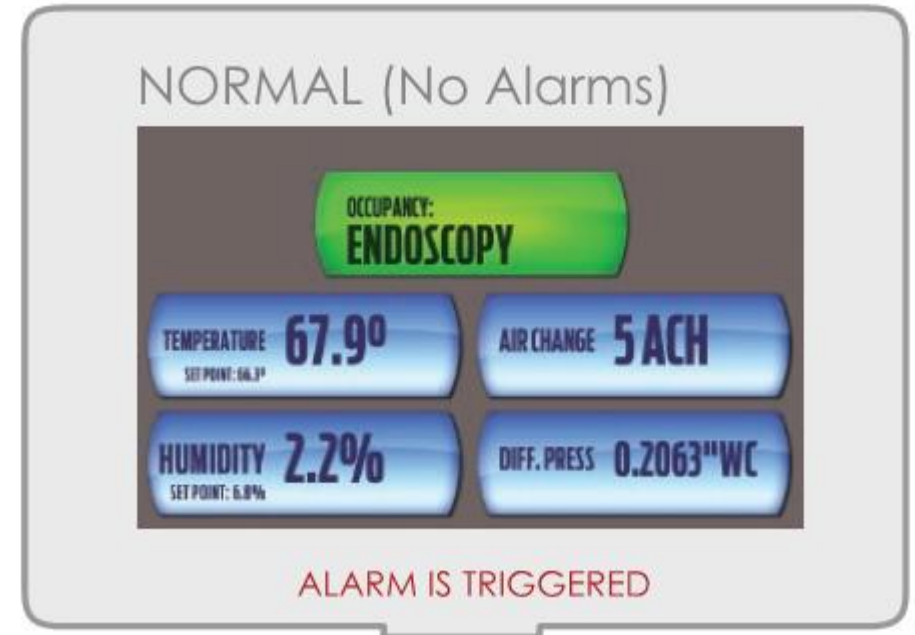 NORMAL (No Alarms)
OCCUPANCY:
ENDOSCOPY
TEMPERATURE 67.9º
SET POINT: 66.3º
AIR CHANGE 5 ACH
HUMIDITY 2.2%
SET POINT: 6.8%
DIFF. PRESS 0.2063"WC
ALARM IS TRIGGERED